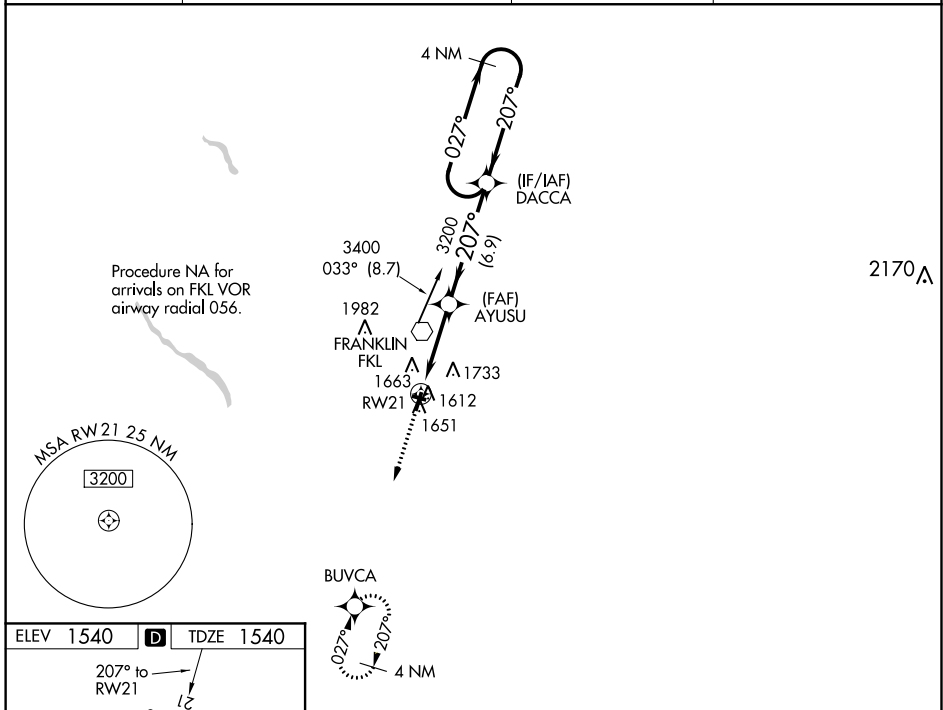 4 NM
027°
207°
(IF/IAF)
DACCA
3200
207°
(6.9)
3400
033° (8.7)
Procedure NA for
arrivals on FKL VOR
airway radial 056.
2170
(FAF)
AYUSU
1982
FRANKLIN
FKL
1663
1733
RW21
1612
1651
MSA RW21 25 NM
3200
BUVCA
027°
207°
4 NM
ELEV 1540
D
TDZE 1540
207° to
RW21
21